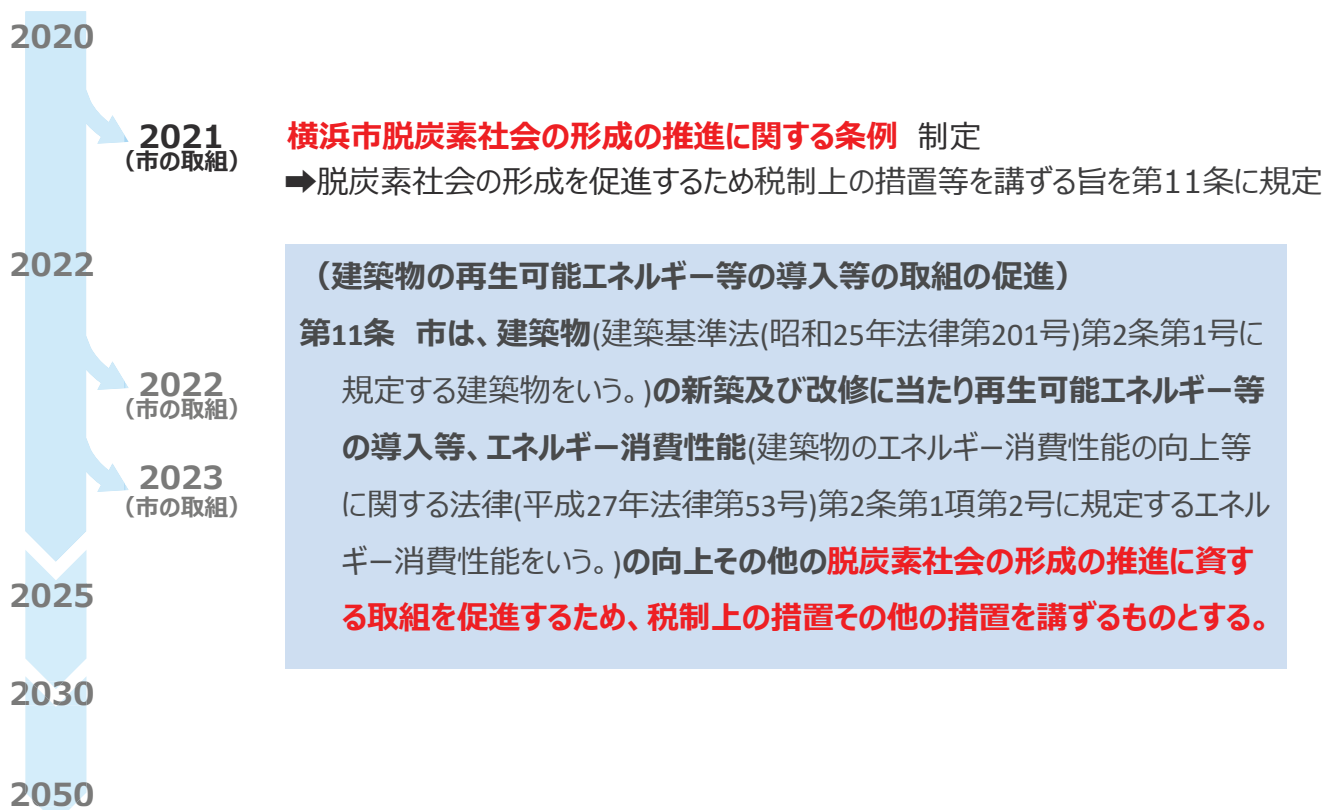 2020
2021
(市の取組)
横浜市脱炭素社会の形成の推進に関する条例 制定
➡脱炭素社会の形成を促進するため税制上の措置等を講ずる旨を第11条に規定
2022
(建築物の再生可能エネルギー等の導入等の取組の促進)
第11条 市は、建築物(建築基準法(昭和25年法律第201号)第2条第1号に
規定する建築物をいう。)の新築及び改修に当たり再生可能エネルギー等
の導入等、エネルギー消費性能(建築物のエネルギー消費性能の向上等
に関する法律(平成27年法律第53号)第2条第1項第2号に規定するエネル
ギー消費性能をいう。)の向上その他の脱炭素社会の形成の推進に資す
る取組を促進するため、税制上の措置その他の措置を講ずるものとする。
2022
(市の取組)
2023
(市の取組)
2025
2030
2050